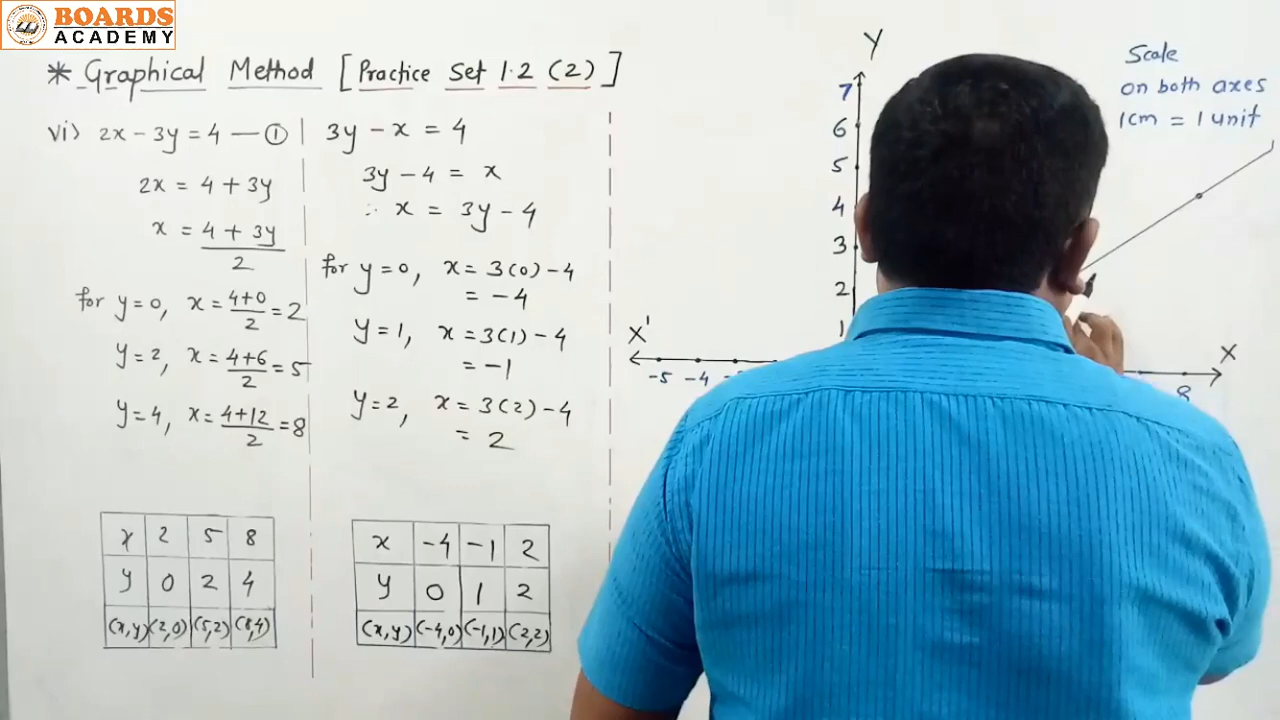 BOARDS
ACADEMY
* Graphical Method [Practice Set 1.2 (2)]
vi) 2x - 3y = 4 — ①
2x = 4 + 3y
x = 4 + 3y / 2
for y = 0, x = 4+0 / 2 = 2
y = 2, x = 4+6 / 2 = 5
y = 4, x = 4+12 / 2 = 8
x 2 5 8
y 0 2 4
(x,y) (2,0) (5,2) (8,4)
3y - x = 4
3y - 4 = x
∴ x = 3y - 4
for y = 0, x = 3(0) - 4
= -4
y = 1, x = 3(1) - 4
= -1
y = 2, x = 3(2) - 4
= 2
x -4 -1 2
y 0 1 2
(x,y) (-4,0) (-1,1) (2,2)
Y
7
6
5
4
3
2
1
X'
-5 -4
X
8
Scale
on both axes
1cm = 1 unit